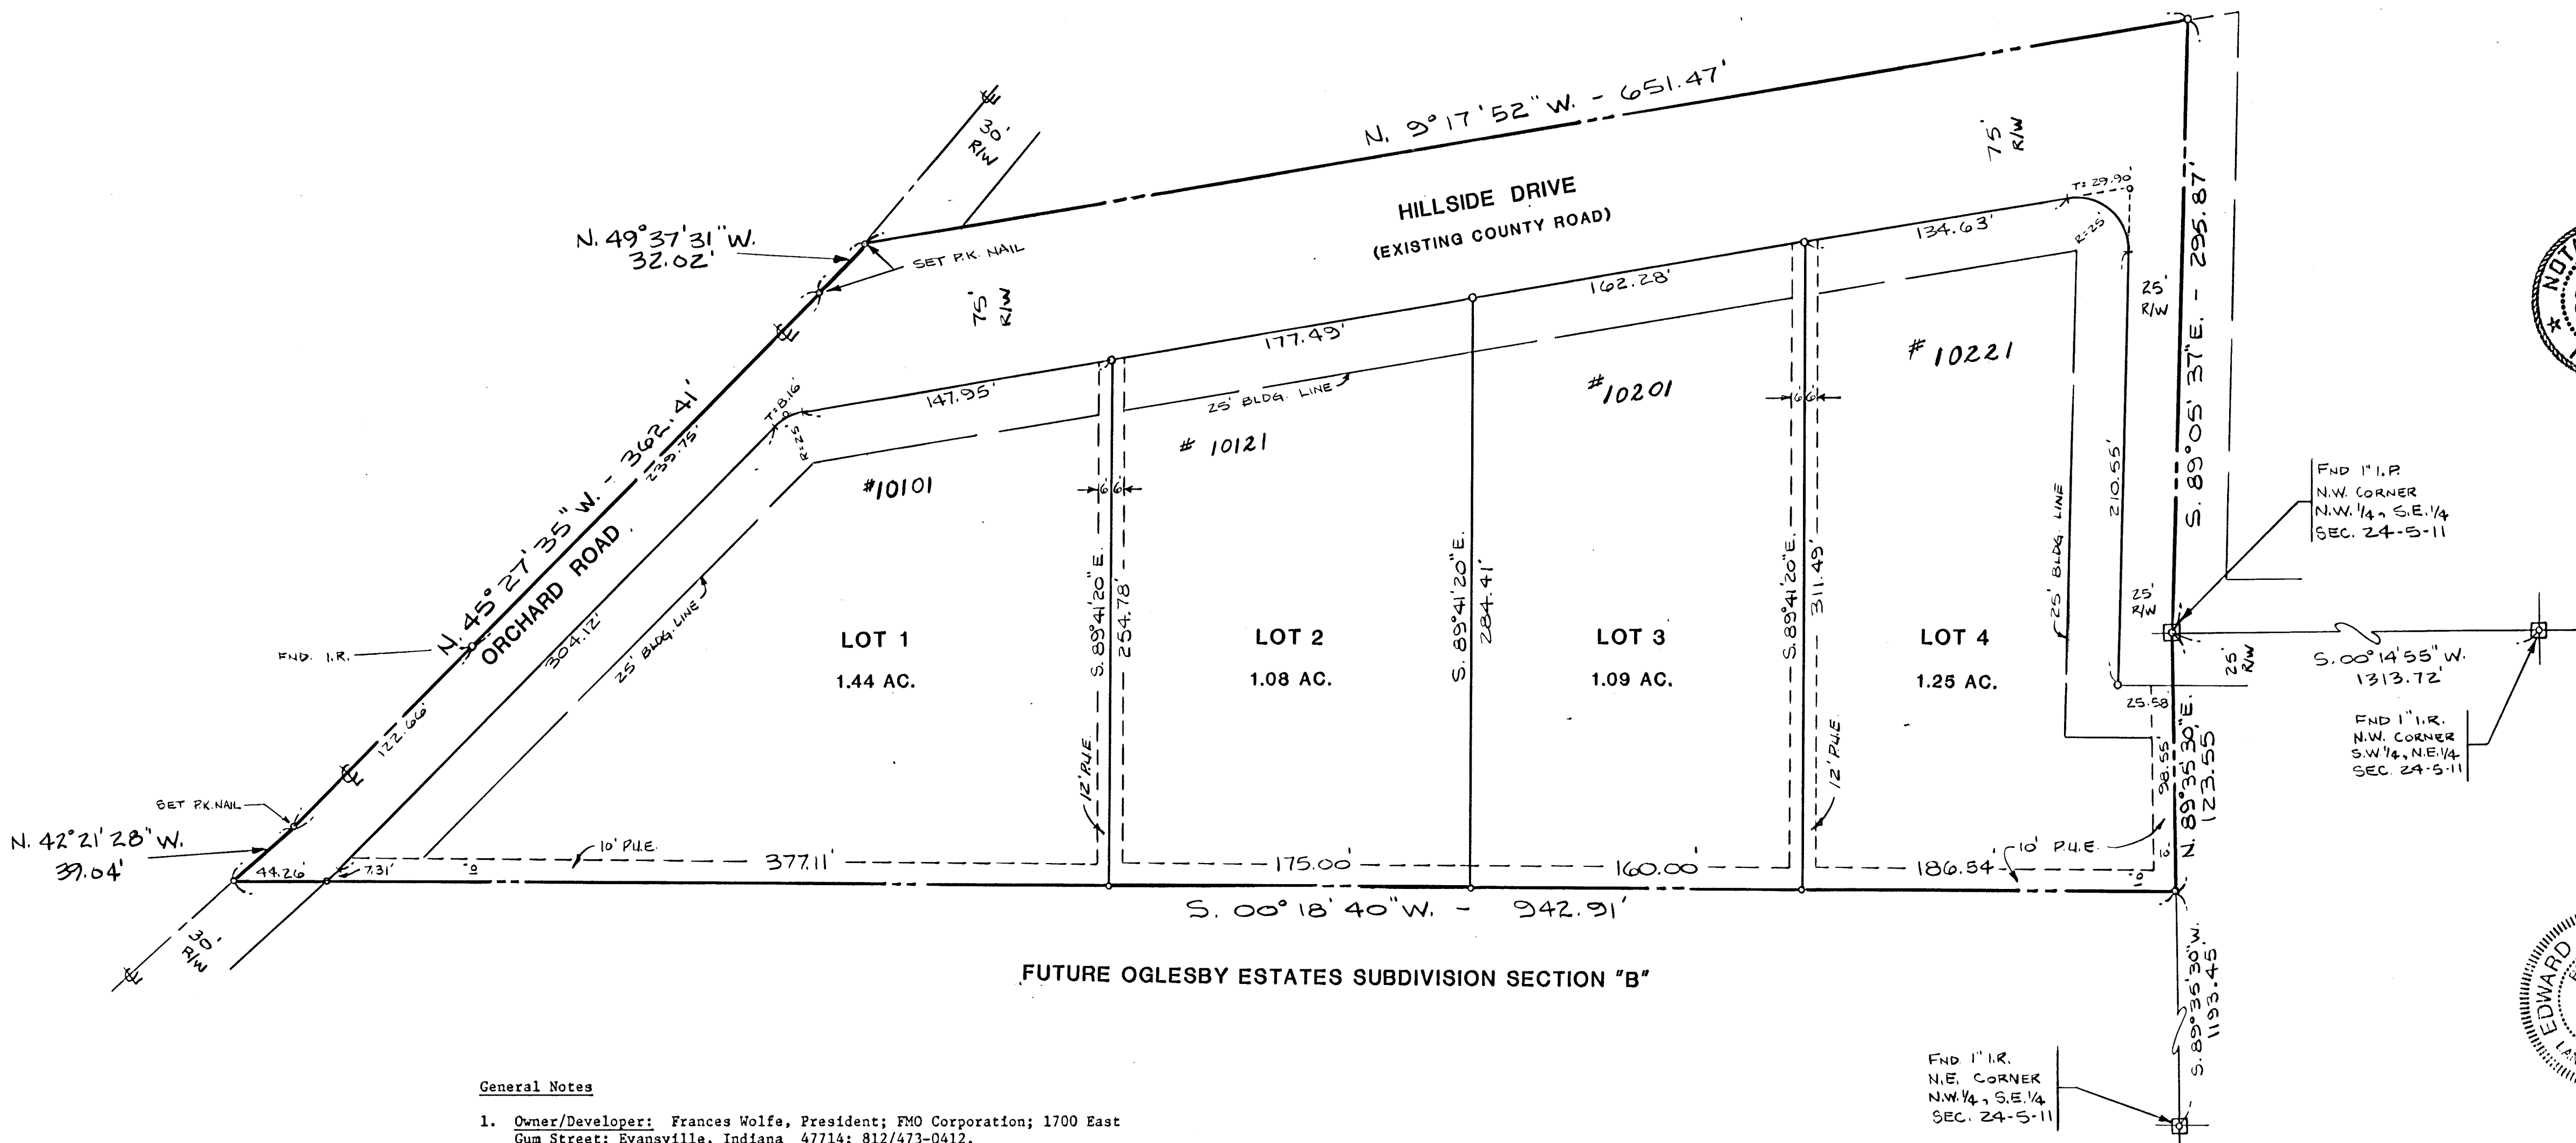 N. 9°17'52"W. - 651.47'
30'
R/W
75'
R/W
HILLSIDE DRIVE
(EXISTING COUNTY ROAD)
N. 49°37'31"W.
32.02'
SET P.K. NAIL
75'
R/W
T=29.90'
R=25'
134.63'
162.28'
177.49'
147.95'
25'
R/W
S. 89°05'37"E. - 295.87'
#10221
#10201
# 10121
#10101
25' BLDG. LINE
T=8.16'
R=25'
6' 6'
6' 6'
N. 45°27'35"W. - 362.41'
239.75'
ORCHARD ROAD
304.12'
25' BLDG. LINE
FND. I.R.
122.66'
LOT 1
1.44 AC.
S. 89°41'20"E.
254.78'
LOT 2
1.08 AC.
S. 89°41'20"E.
284.41'
LOT 3
1.09 AC.
S. 89°41'20"E.
311.49'
LOT 4
1.25 AC.
25' BLDG. LINE
210.55'
25'
R/W
25'
R/W
FND 1" I.P.
N.W. CORNER
N.W. 1/4, S.E. 1/4
SEC. 24-5-11
S. 00°14'55"W.
1313.72'
FND 1" I.R.
N.W. CORNER
S.W. 1/4, N.E. 1/4
SEC. 24-5-11
25.58'
98.55'
N. 89°35'30"E.
123.55
SET P.K. NAIL
N. 42°21'28"W.
39.04'
12' P.U.E.
12' P.U.E.
10' P.U.E.
10' P.U.E.
44.26'
7.31'
10'
377.11'
175.00'
160.00'
186.54'
10'
10'
S. 00°18'40"W. - 942.91'
30'
R/W
FUTURE OGLESBY ESTATES SUBDIVISION SECTION "B"
S. 89°35'30"W.
1193.45'
FND 1" I.R.
N.E. CORNER
N.W. 1/4, S.E. 1/4
SEC. 24-5-11
EDWARD
General Notes
1. Owner/Developer: Frances Wolfe, President; FMO Corporation; 1700 East
Gum Street; Evansville, Indiana 47714; 812/473-0412.